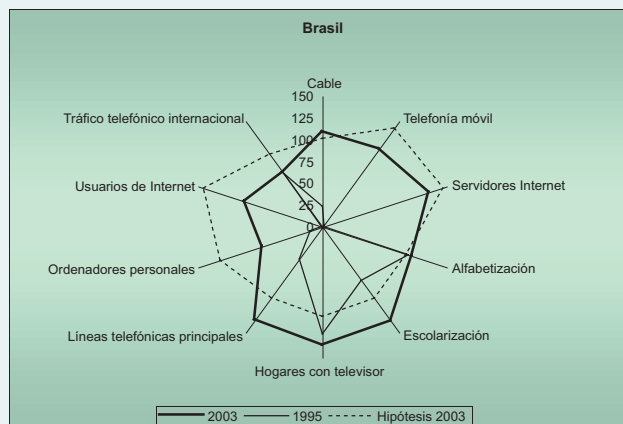 Brasil
Cable
150
125
100
75
50
25
0
Tráfico telefónico internacional
Telefonía móvil
Usuarios de Internet
Servidores Internet
Ordenadores personales
Alfabetización
Líneas telefónicas principales
Escolarización
Hogares con televisor
2003 1995 Hipótesis 2003